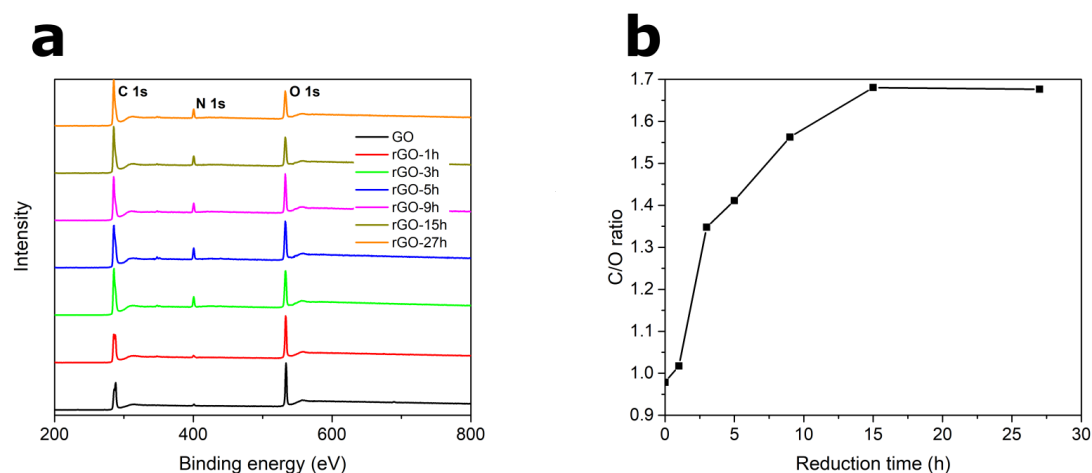 a
C 1s
N 1s
O 1s
GO
rGO-1h
rGO-3h
rGO-5h
rGO-9h
rGO-15h
rGO-27h
Intensity
200 400 600 800
Binding energy (eV)
b
1.7
1.6
1.5
1.4
1.3
1.2
1.1
1.0
0.9
C/O ratio
0 5 10 15 20 25 30
Reduction time (h)